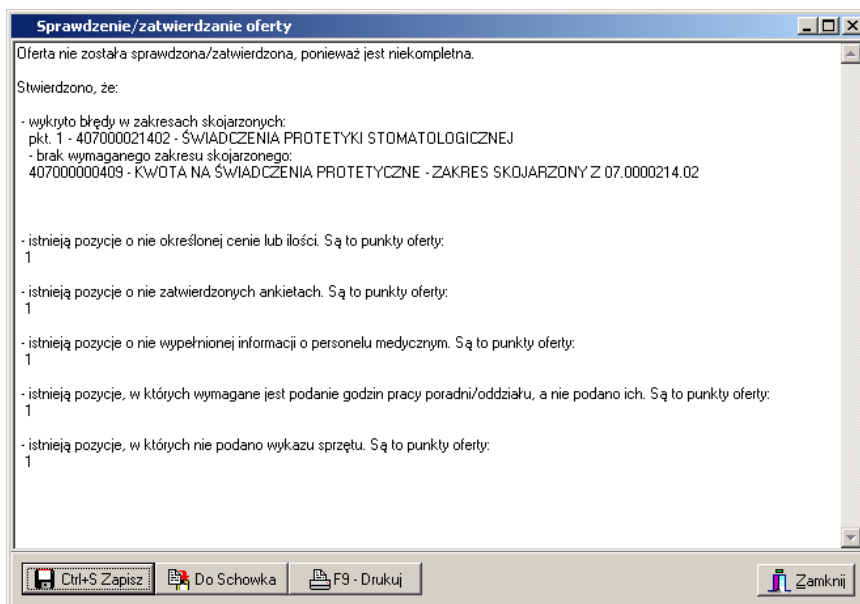 Sprawdzenie/zatwierdzanie oferty
Oferta nie została sprawdzona/zatwierdzona, ponieważ jest niekompletna.
Stwierdzono, że:
- wykryto błędy w zakresach skojarzonych:
pkt. 1 - 407000021402 - ŚWIADCZENIA PROTETYKI STOMATOLOGICZNEJ
- brak wymaganego zakresu skojarzonego:
407000000409 - KWOTA NA ŚWIADCZENIA PROTETYCZNE - ZAKRES SKOJARZONY Z 07.0000214.02
- istnieją pozycje o nie określonej cenie lub ilości. Są to punkty oferty:
1
- istnieją pozycje o nie zatwierdzonych ankietach. Są to punkty oferty:
1
- istnieją pozycje o nie wypełnionej informacji o personelu medycznym. Są to punkty oferty:
1
- istnieją pozycje, w których wymagane jest podanie godzin pracy poradni/oddziału, a nie podano ich. Są to punkty oferty:
1
- istnieją pozycje, w których nie podano wykazu sprzętu. Są to punkty oferty:
1
Ctrl+S Zapisz Do Schowka F9 - Drukuj Zamknij